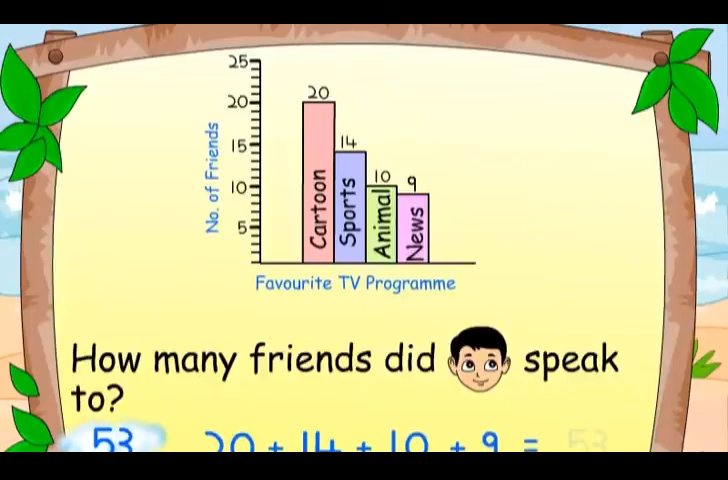 25
20
20
14
15
10
10
9
5
No. of Friends
Cartoon
Sports
Animal
News
Favourite TV Programme
How many friends did speak
to?
53 20 + 14 + 10 + 9 = 53